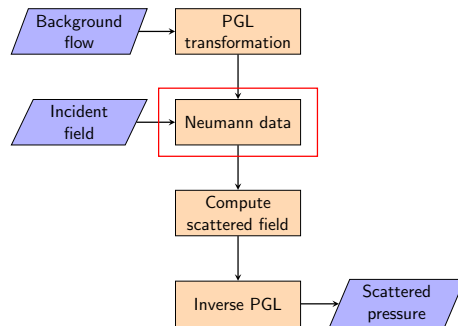 Background
flow
PGL
transformation
Incident
field
Neumann data
Compute
scattered field
Inverse PGL
Scattered
pressure